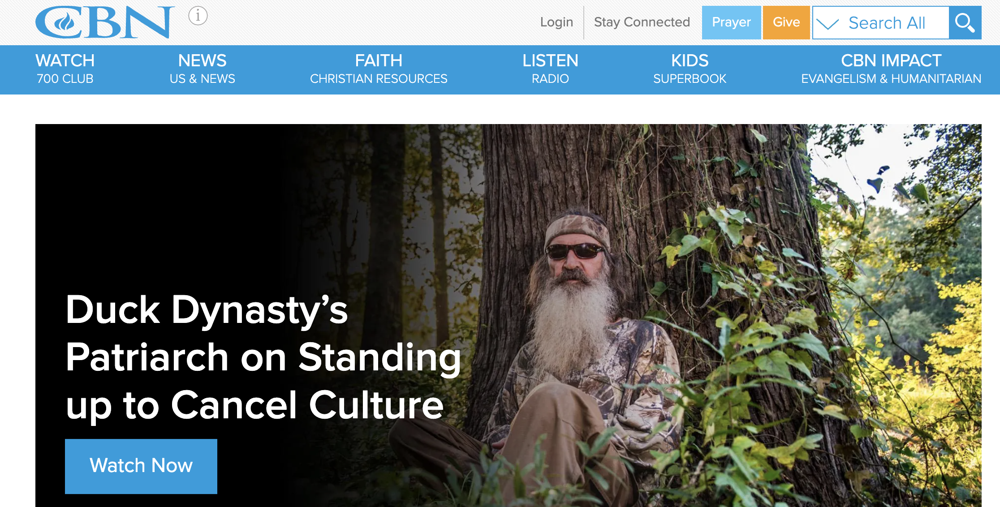 CBN
i
Login
Stay Connected
Prayer
Give
Search All
WATCH
700 CLUB
NEWS
US & NEWS
FAITH
CHRISTIAN RESOURCES
LISTEN
RADIO
KIDS
SUPERBOOK
CBN IMPACT
EVANGELISM & HUMANITARIAN
Duck Dynasty’s
Patriarch on Standing
up to Cancel Culture
Watch Now